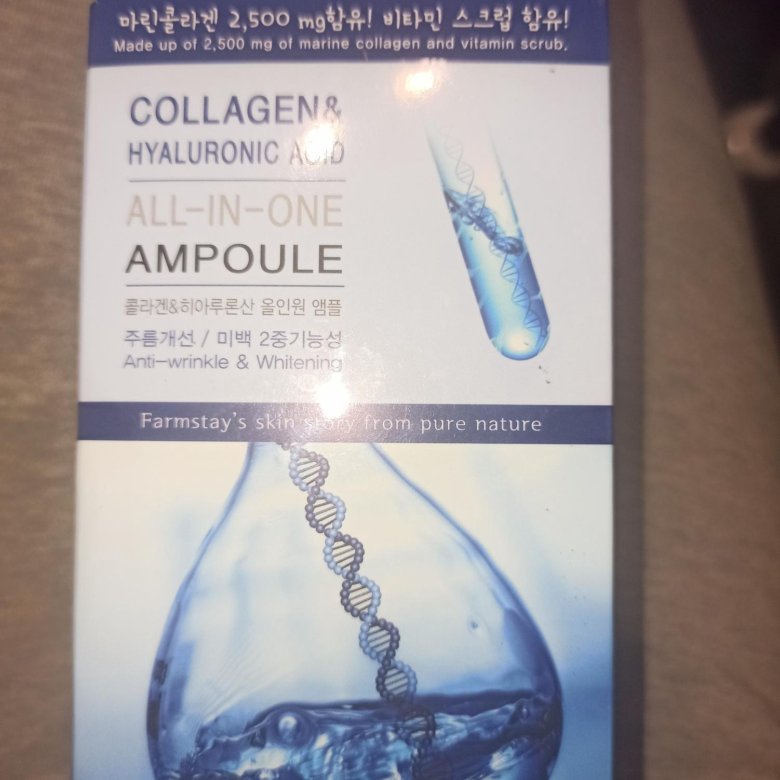 마린콜라겐 2,500 mg함유! 비타민 스크럽 함유!
Made up of 2,500 mg of marine collagen and vitamin scrub.
COLLAGEN&
HYALURONIC ACID
ALL-IN-ONE
AMPOULE
콜라겐&히아루론산 올인원 앰플
주름개선 / 미백 2중기능성
Anti-wrinkle & Whitening
Farmstay's skin story from pure nature